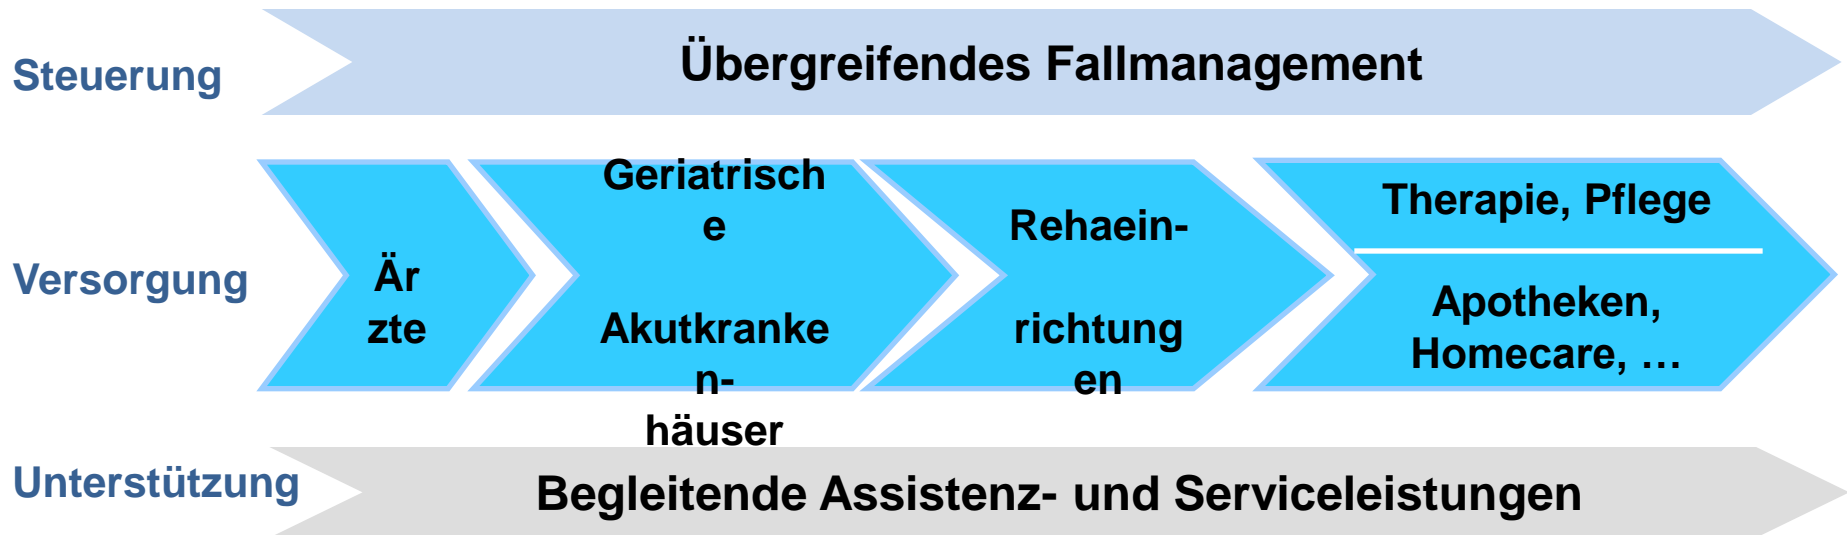 Steuerung
Übergreifendes Fallmanagement
Versorgung
Är
zte
Geriatrisch
e
Akutkranke
n-
häuser
Rehaein-
richtung
en
Therapie, Pflege
Apotheken,
Homecare, …
Unterstützung
Begleitende Assistenz- und Serviceleistungen